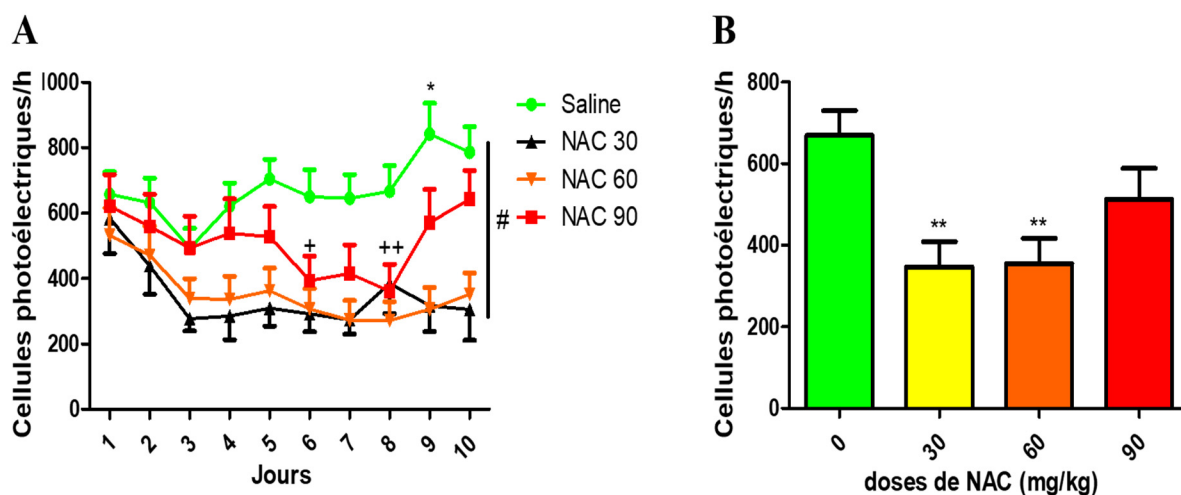 A
Cellules photoélectriques/h
1000
800
600
400
200
0
1 2 3 4 5 6 7 8 9 10
Jours
*
+
++
#
Saline
NAC 30
NAC 60
NAC 90
B
Cellules photoélectriques/h
800
600
400
200
0
**
**
0 30 60 90
doses de NAC (mg/kg)